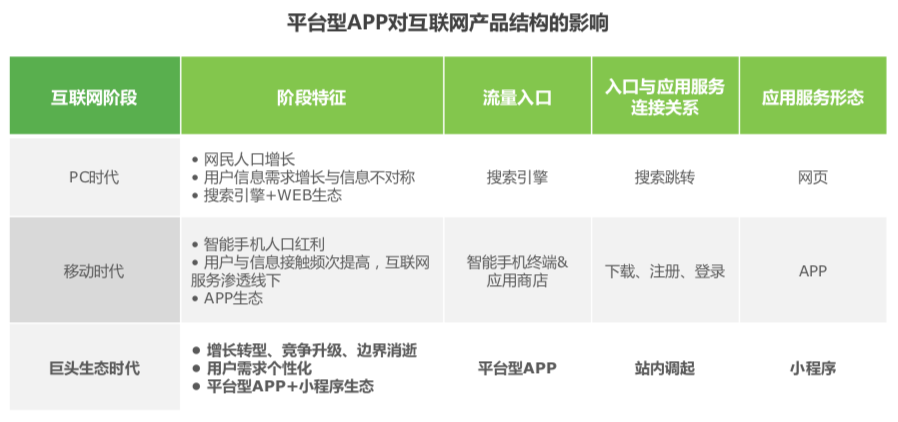 平台型APP对互联网产品结构的影响
互联网阶段
阶段特征
流量入口
入口与应用服务
连接关系
应用服务形态
PC时代
• 网民人口增长
• 用户信息需求增长与信息不对称
• 搜索引擎+WEB生态
搜索引擎
搜索跳转
网页
移动时代
• 智能手机人口红利
• 用户与信息接触频次提高，互联网
服务渗透线下
• APP生态
智能手机终端&
应用商店
下载、注册、登录
APP
巨头生态时代
• 增长转型、竞争升级、边界消逝
• 用户需求个性化
• 平台型APP+小程序生态
平台型APP
站内调起
小程序